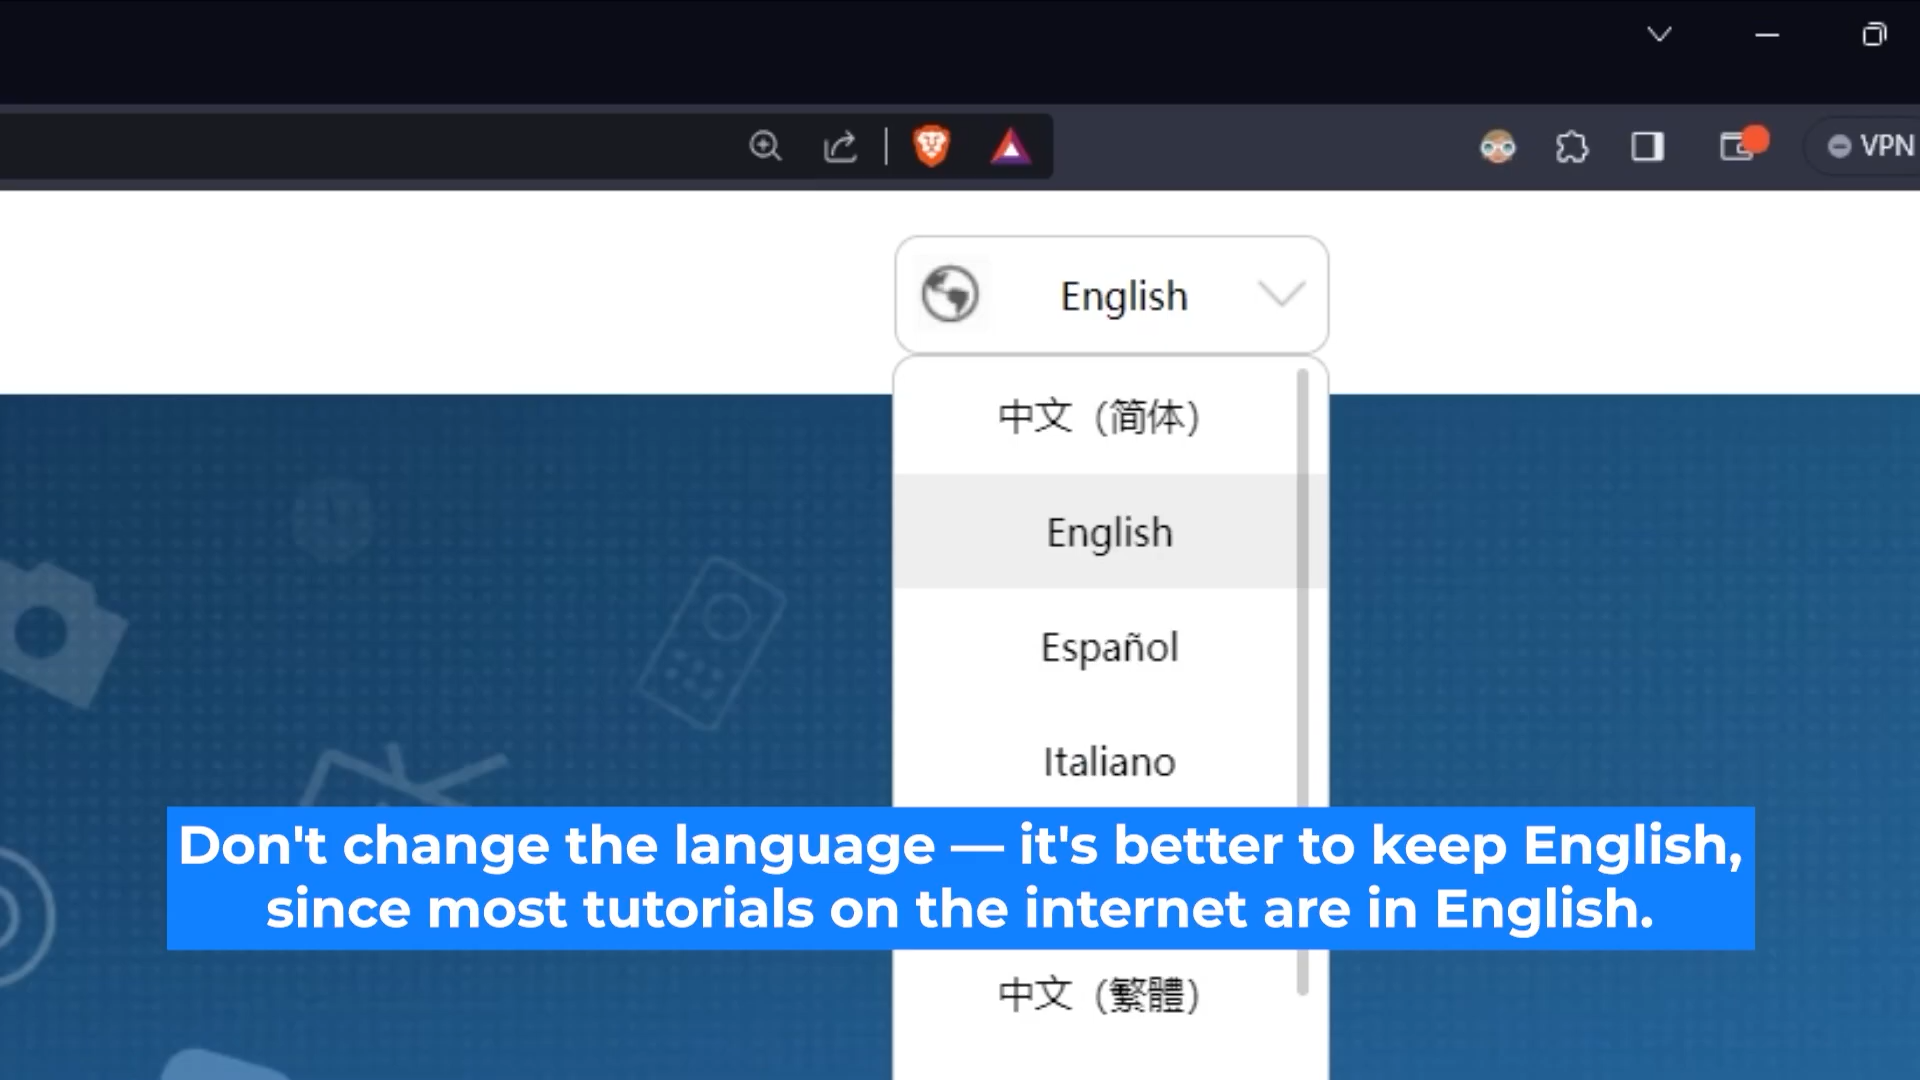 VPN
English
中文（简体）
English
Español
Italiano
Don't change the language — it's better to keep English,
since most tutorials on the internet are in English.
中文（繁體）